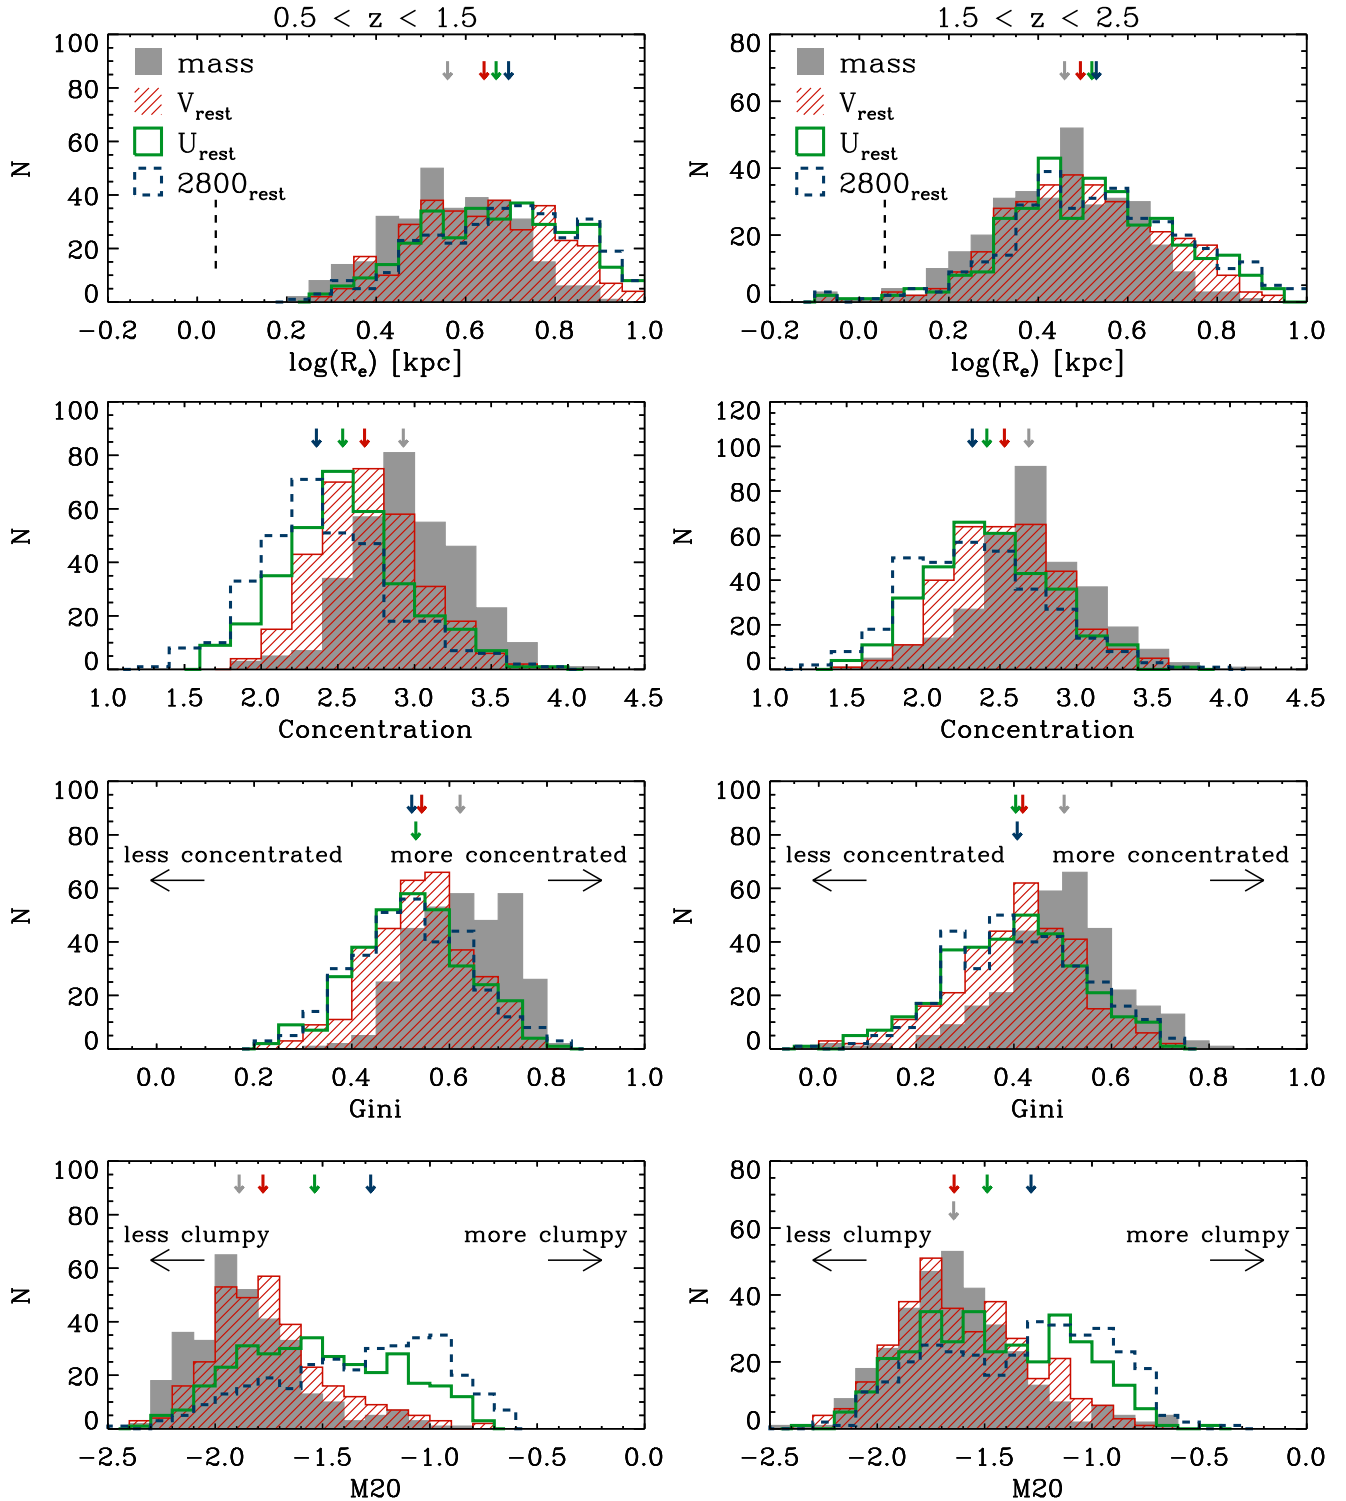 0.5 < z < 1.5
1.5 < z < 2.5
100
80
60
40
20
0
N
mass
Vrest
Urest
2800rest
−0.2 0.0 0.2 0.4 0.6 0.8 1.0
log(Re) [kpc]
80
60
40
20
0
N
mass
Vrest
Urest
2800rest
−0.2 0.0 0.2 0.4 0.6 0.8 1.0
log(Re) [kpc]
100
80
60
40
20
0
N
1.0 1.5 2.0 2.5 3.0 3.5 4.0 4.5
Concentration
120
100
80
60
40
20
0
N
1.0 1.5 2.0 2.5 3.0 3.5 4.0 4.5
Concentration
100
80
60
40
20
0
N
less concentrated
more concentrated
0.0 0.2 0.4 0.6 0.8 1.0
Gini
100
80
60
40
20
0
N
less concentrated
more concentrated
0.0 0.2 0.4 0.6 0.8 1.0
Gini
100
80
60
40
20
0
N
less clumpy
more clumpy
−2.5 −2.0 −1.5 −1.0 −0.5 0.0
M20
80
60
40
20
0
N
less clumpy
more clumpy
−2.5 −2.0 −1.5 −1.0 −0.5 0.0
M20